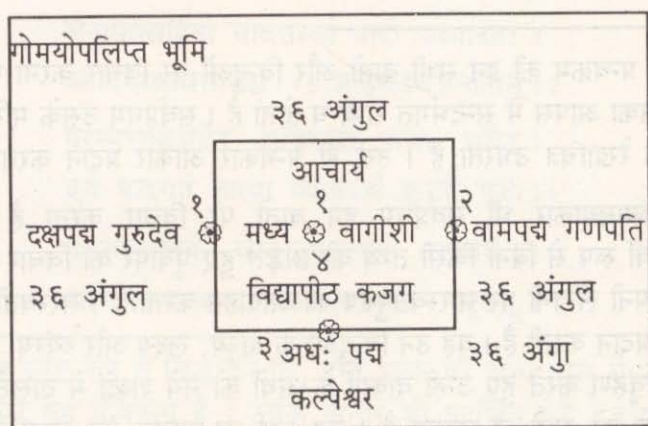 गोमयोपलिप्त भूमि
३६ अंगुल
आचार्य
१ १ २
दक्षपद्म गुरुदेव मध्य वागीशी वामपद्म गणपति
४
३६ अंगुल विद्यापीठ कजग ३६ अंगुल
३ अधः पद्म ३६ अंगु
कल्पेश्वर